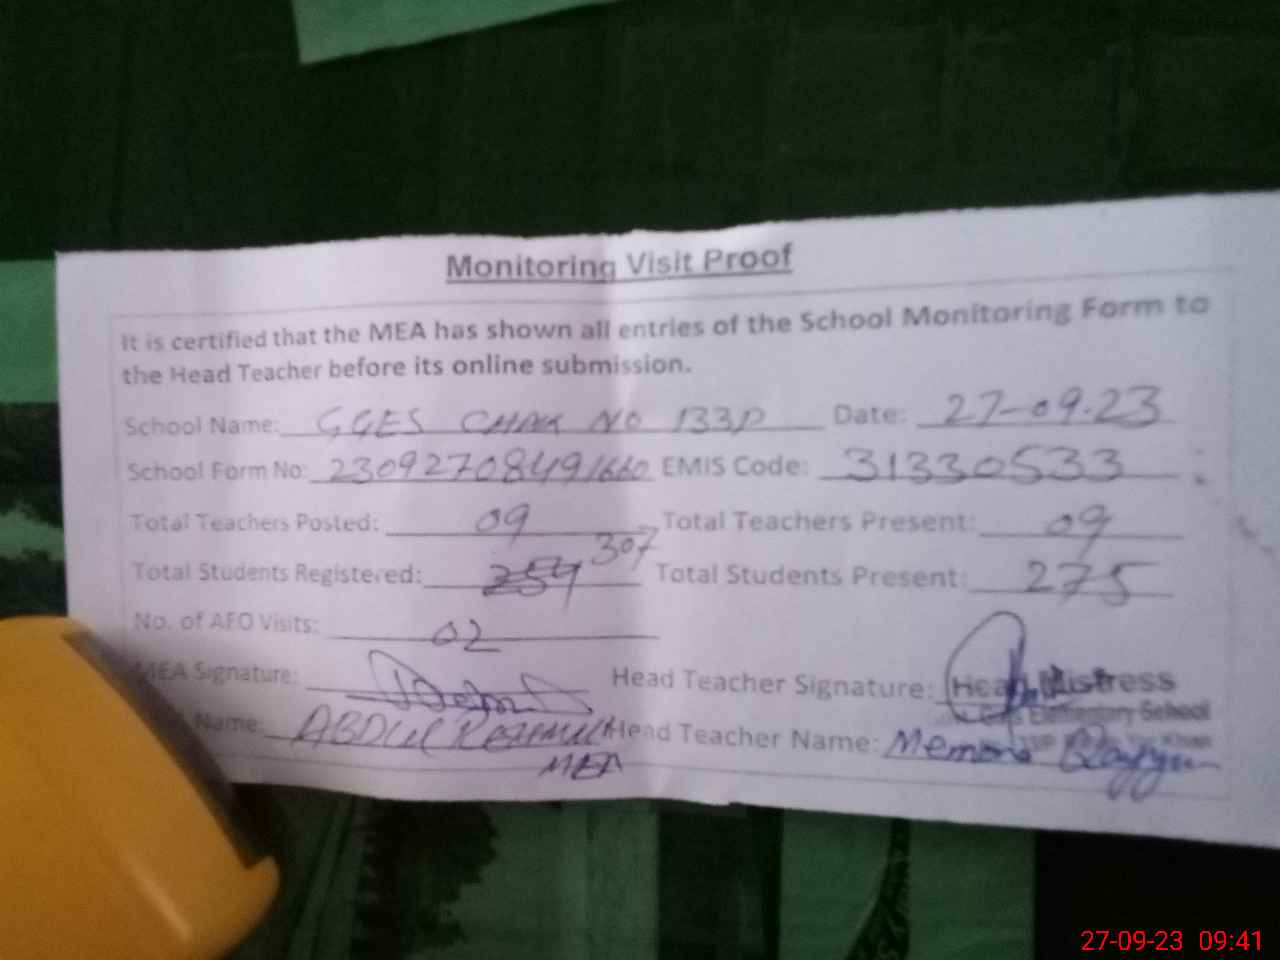 Monitoring Visit Proof
It is certified that the MEA has shown all entries of the School Monitoring Form to
the Head Teacher before its online submission.
School Name: GGES CHAK NO 133P Date: 27-09-23
School Form No: 2309270849 EMIS Code: 31330533
Total Teachers Posted: 09 Total Teachers Present: 09
Total Students Registered: 254 307 Total Students Present: 275
No. of AEO Visits: 02
MEA Signature: Head Teacher Signature: Head Mistress
Elementary School
Name: ABDUL Head Teacher Name:
MEA
27-09-23 09:41